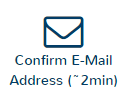 Confirm E-Mail
Address (~2min)